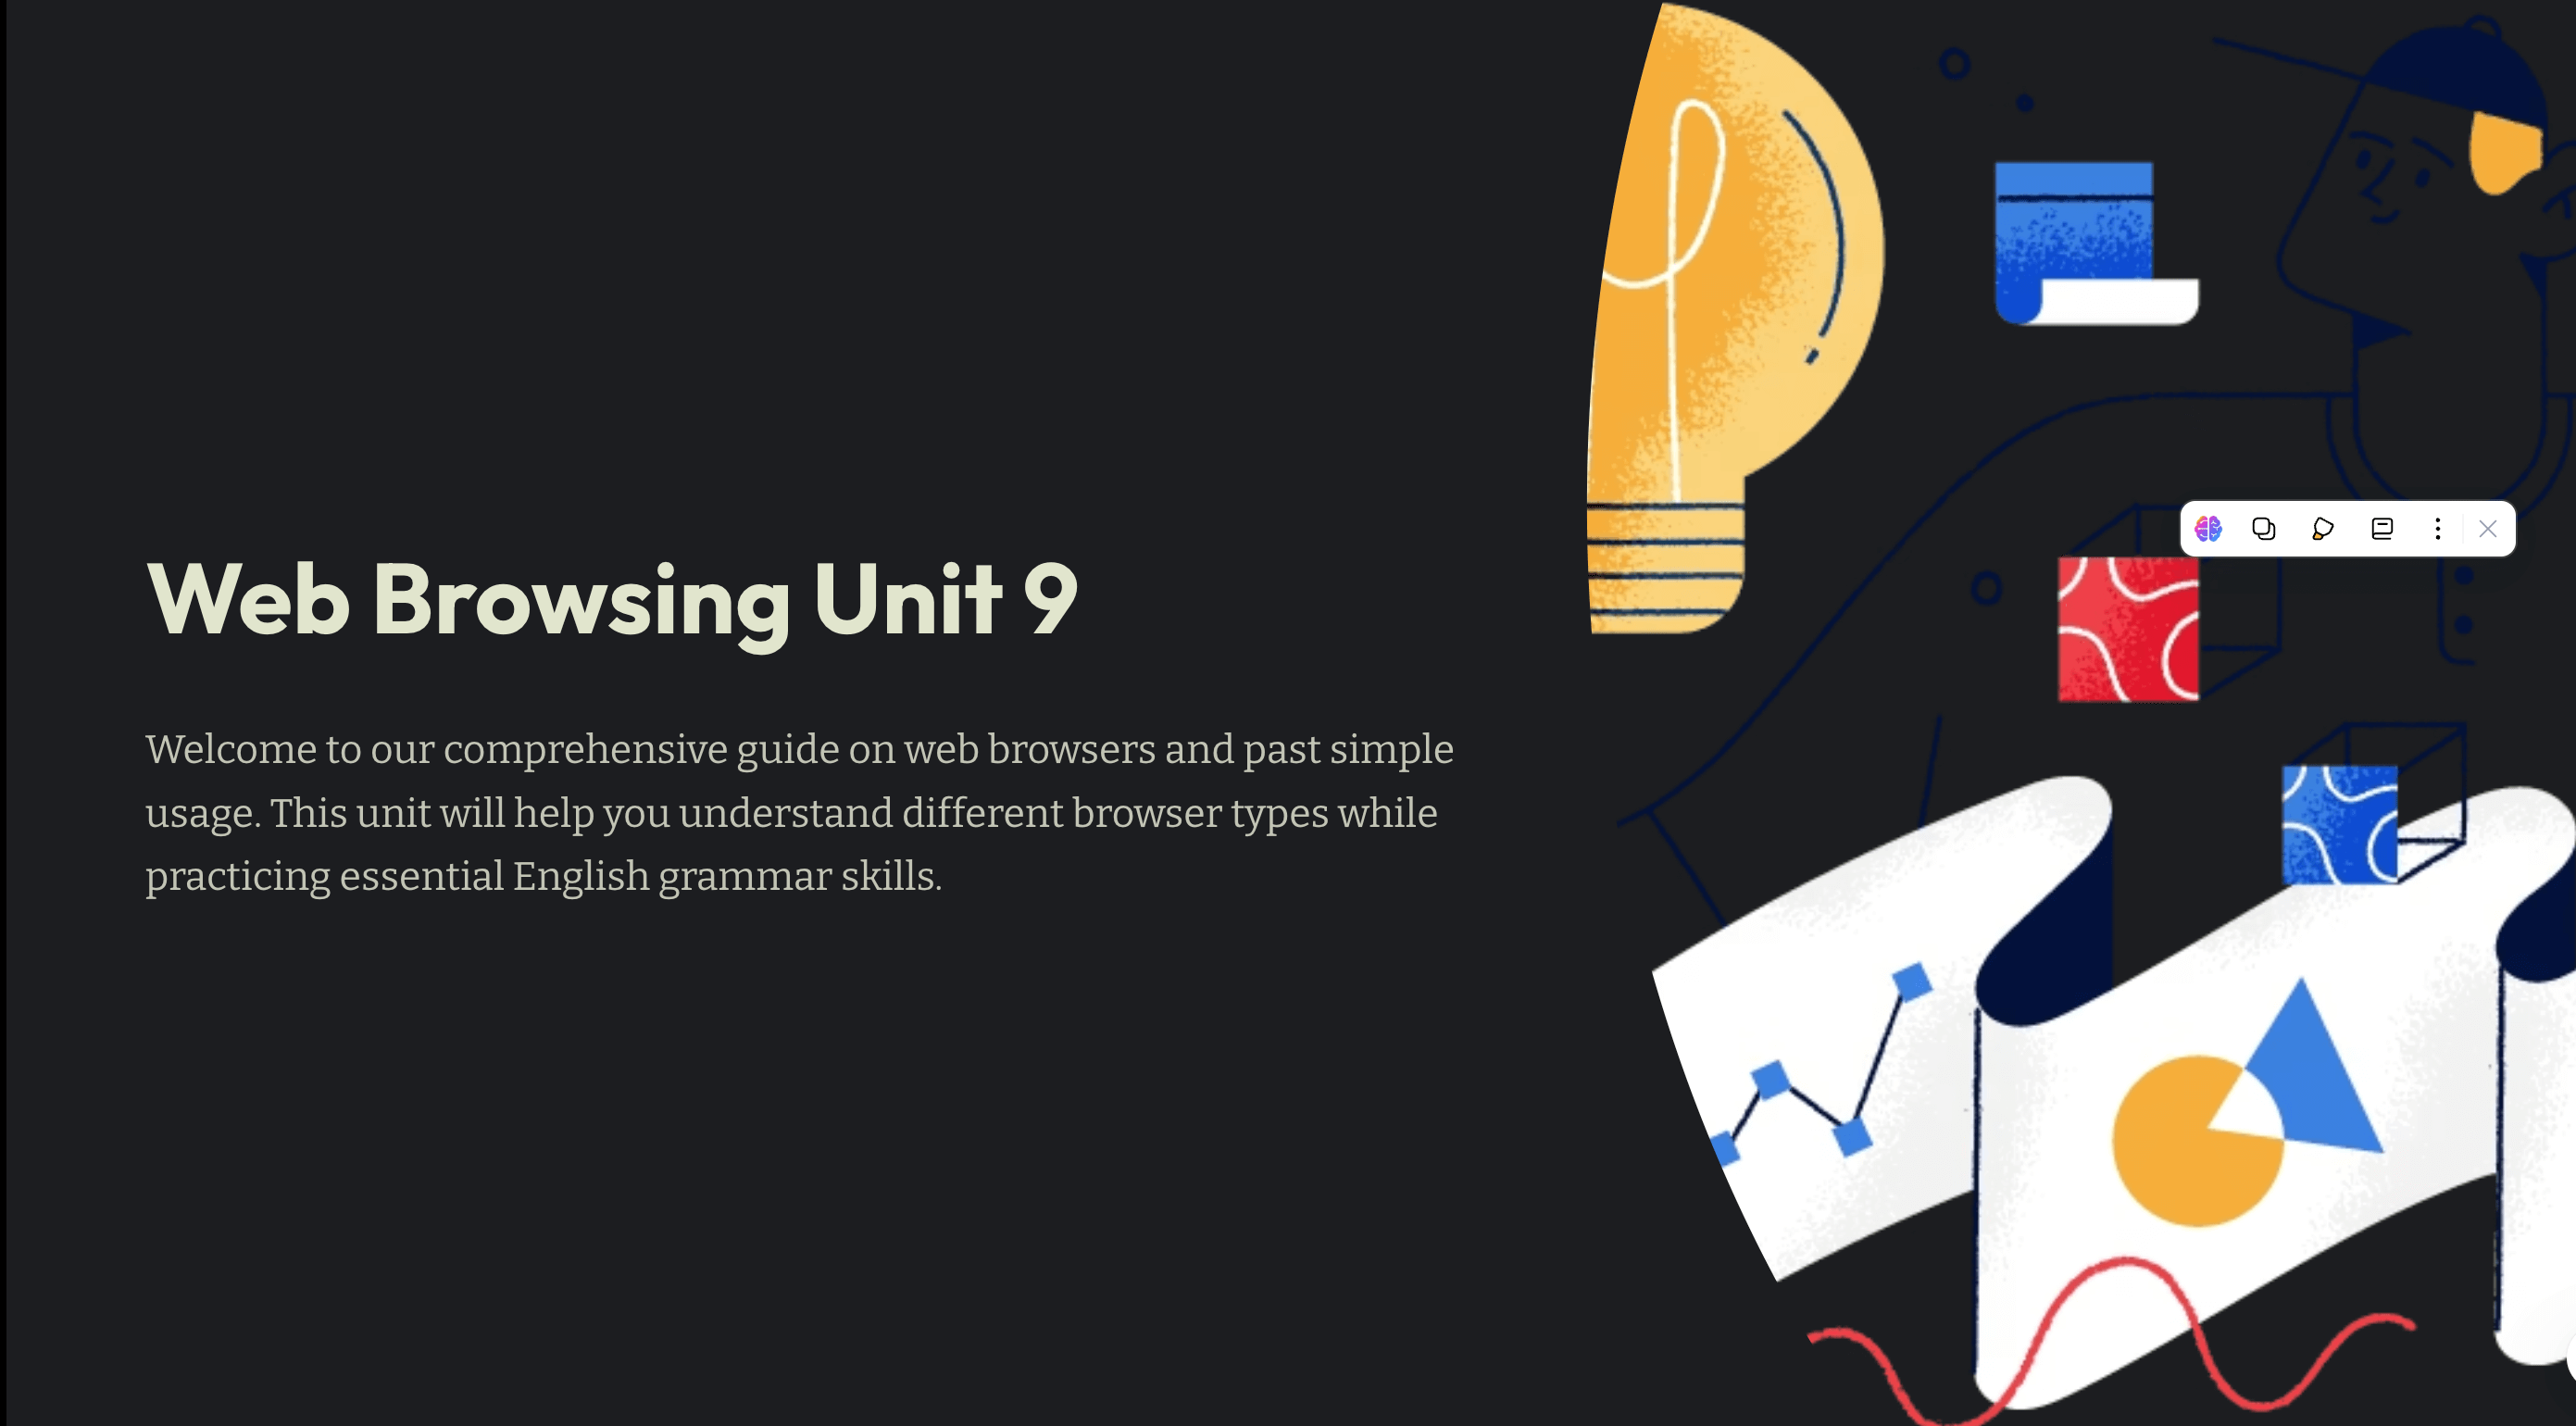 Web Browsing Unit 9
Welcome to our comprehensive guide on web browsers and past simple
usage. This unit will help you understand different browser types while
practicing essential English grammar skills.